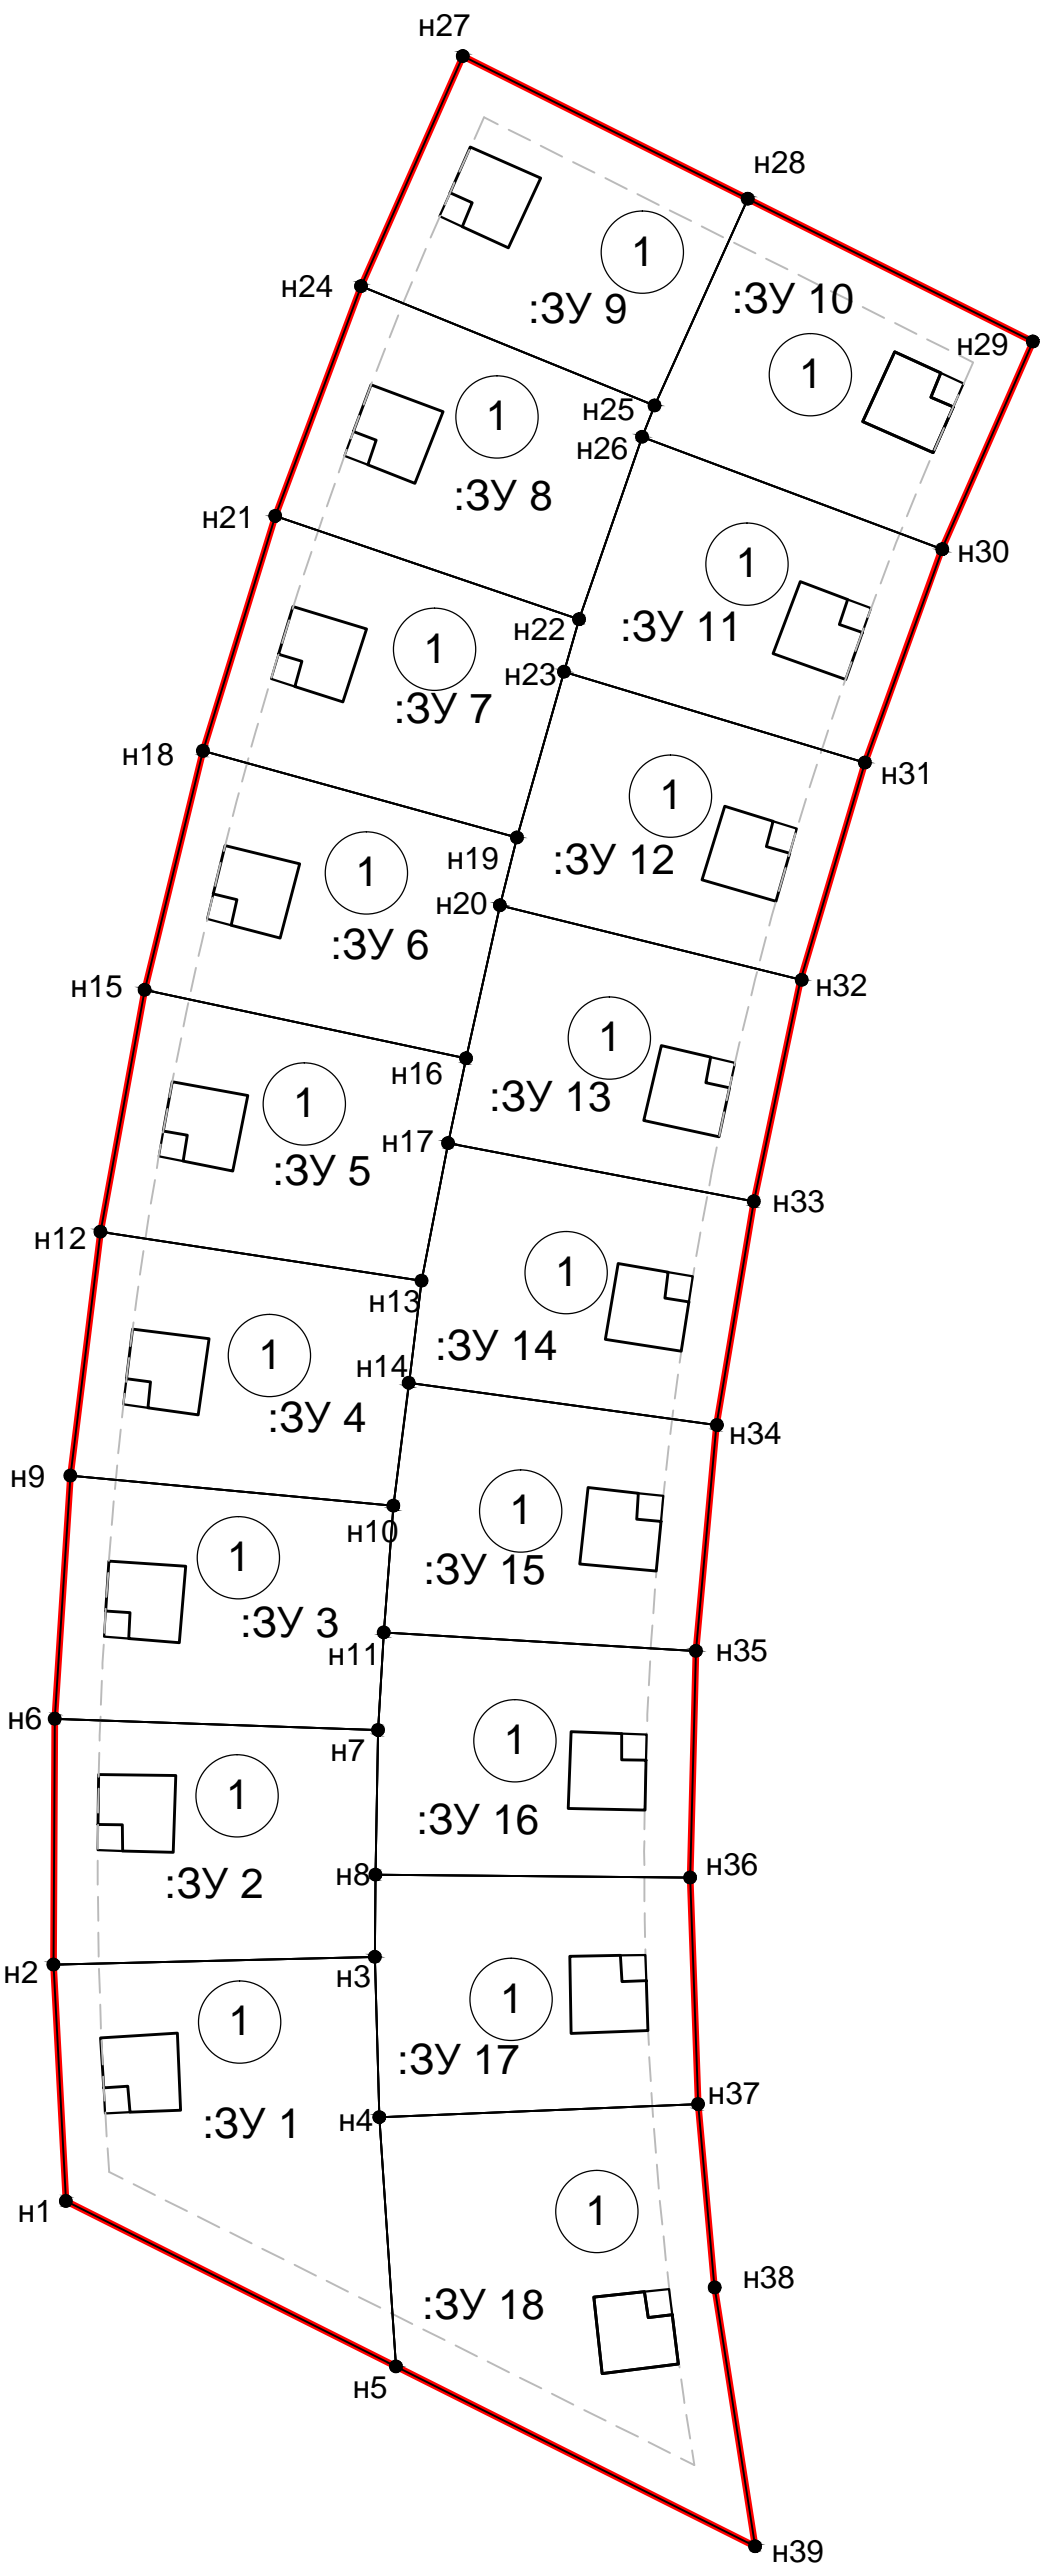 н27
н28
1
:ЗУ 10
н24
:ЗУ 9
н29
1
н25
1
н26
:ЗУ 8
н21
н30
1
н22
:ЗУ 11
1
н23
:ЗУ 7
н18
н31
1
н19
:ЗУ 12
1
н20
:ЗУ 6
н15
н32
1
н16
:ЗУ 13
1
н17
:ЗУ 5
н33
н12
1
н13
:ЗУ 14
1
н14
:ЗУ 4
н34
н9
1
н10
:ЗУ 15
1
:ЗУ 3
н11
н35
н6
1
н7
1
:ЗУ 16
н8
н36
:ЗУ 2
н2
н3
1
1
:ЗУ 17
н37
:ЗУ 1
н4
н1
1
н38
:ЗУ 18
н5
н39